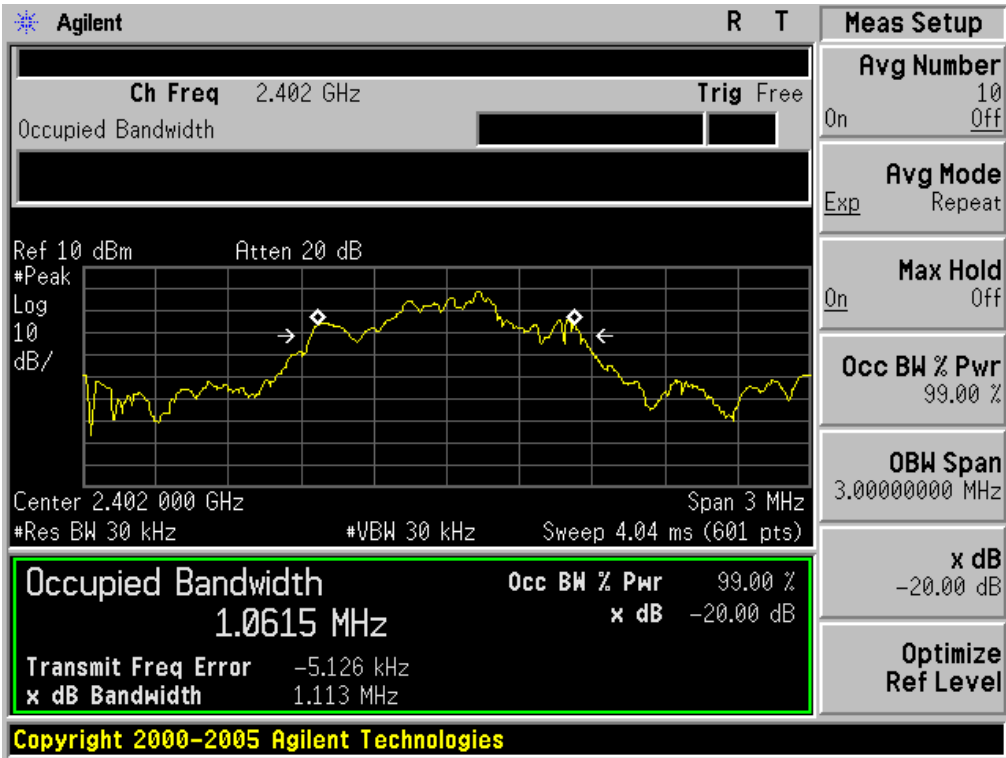 Agilent R T Meas Setup
Ch Freq 2.402 GHz Trig Free
Occupied Bandwidth
Ref 10 dBm Atten 20 dB
#Peak
Log
10
dB/
Center 2.402 000 GHz Span 3 MHz
#Res BW 30 kHz #VBW 30 kHz Sweep 4.04 ms (601 pts)
Occupied Bandwidth Occ BW % Pwr 99.00 %
1.0615 MHz x dB -20.00 dB
Transmit Freq Error -5.126 kHz
x dB Bandwidth 1.113 MHz
Avg Number
10
On Off
Avg Mode
Exp Repeat
Max Hold
On Off
Occ BW % Pwr
99.00 %
OBW Span
3.00000000 MHz
x dB
-20.00 dB
Optimize
Ref Level
Copyright 2000-2005 Agilent Technologies